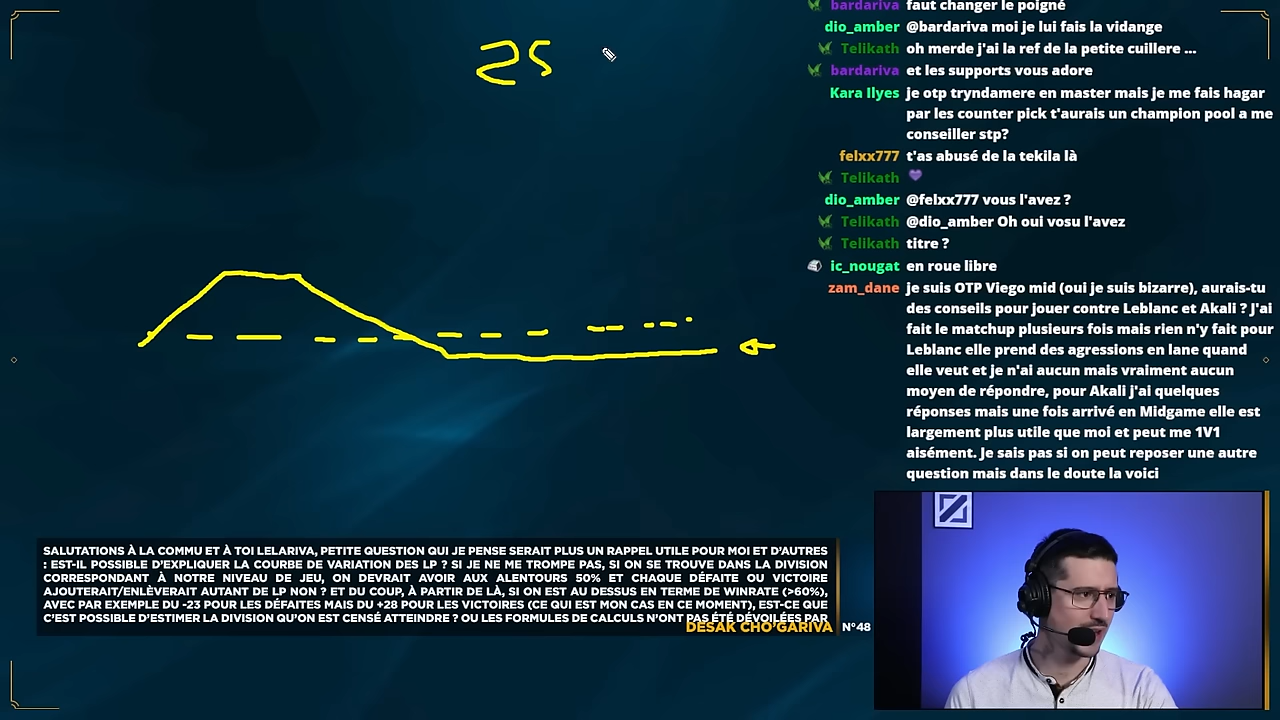 25
bardariva faut changer le poigné
dio_amber @bardariva moi je lui fais la vidange
Telikath oh merde j'ai la ref de la petite cuillere ...
bardariva et les supports vous adore
Kara Ilyes je otp tryndamere en master mais je me fais hagar
par les counter pick t'aurais un champion pool a me
conseiller stp?
felxx777 t'as abusé de la tekila là
Telikath 💜
dio_amber @felxx777 vous l'avez ?
Telikath @dio_amber Oh oui vosu l'avez
Telikath titre ?
ic_nougat en roue libre
zam_dane je suis OTP Viego mid (oui je suis bizarre), aurais-tu
des conseils pour jouer contre Leblanc et Akali ? J'ai
fait le matchup plusieurs fois mais rien n'y fait pour
Leblanc elle prend des agressions en lane quand
elle veut et je n'ai aucun mais vraiment aucun
moyen de répondre, pour Akali j'ai quelques
réponses mais une fois arrivé en Midgame elle est
largement plus utile que moi et peut me 1V1
aisément. Je sais pas si on peut reposer une autre
question mais dans le doute la voici
SALUTATIONS À LA COMMU ET À TOI LELARIVA, PETITE QUESTION QUI JE PENSE SERAIT PLUS UN RAPPEL UTILE POUR MOI ET D'AUTRES
: EST-IL POSSIBLE D'EXPLIQUER LA COURBE DE VARIATION DES LP ? SI JE NE ME TROMPE PAS, SI ON SE TROUVE DANS LA DIVISION
CORRESPONDANT À NOTRE NIVEAU DE JEU, ON DEVRAIT AVOIR AUX ALENTOURS 50% ET CHAQUE DÉFAITE OU VICTOIRE
AJOUTERAIT/ENLÈVERAIT AUTANT DE LP NON ? ET DU COUP, À PARTIR DE LÀ, SI ON EST AU DESSUS EN TERME DE WINRATE (>60%),
AVEC PAR EXEMPLE DU -23 POUR LES DÉFAITES MAIS DU +28 POUR LES VICTOIRES (CE QUI EST MON CAS EN CE MOMENT), EST-CE QUE
C'EST POSSIBLE D'ESTIMER LA DIVISION QU'ON EST CENSÉ ATTEINDRE ? OU LES FORMULES DE CALCULS N'ONT PAS ÉTÉ DÉVOILÉES PAR
DESAK CHO'GARIVA N°48